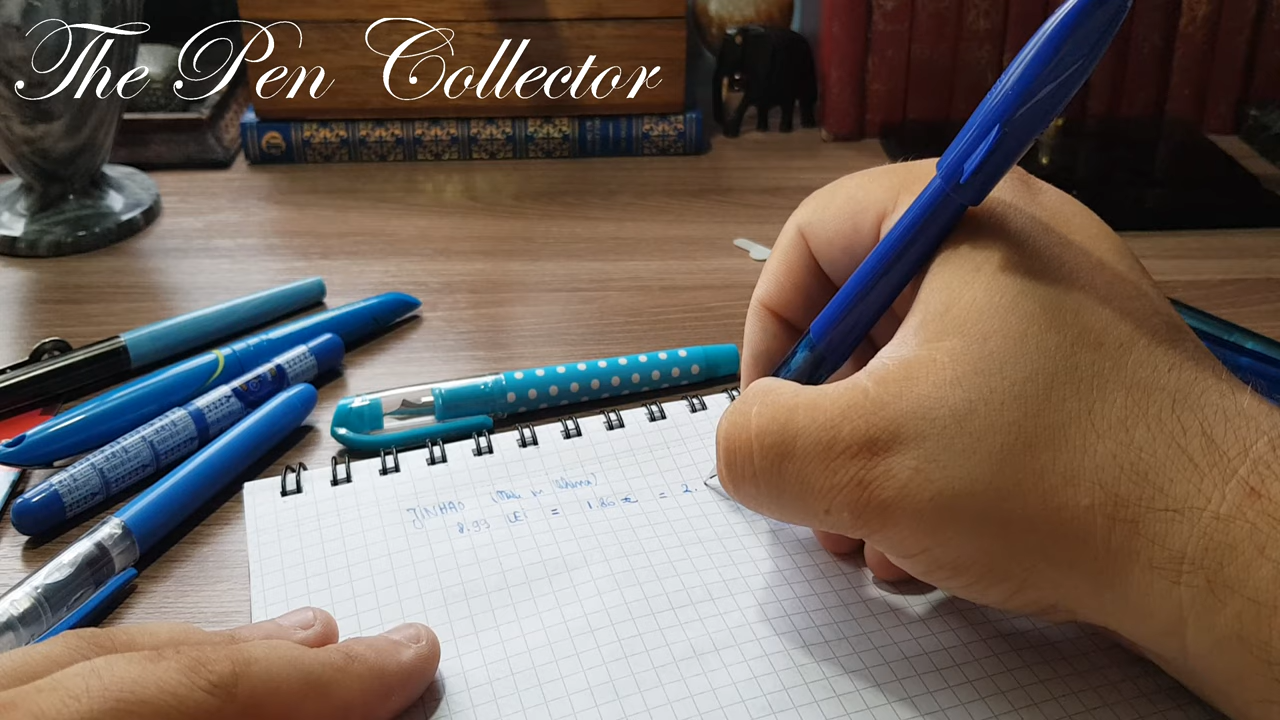 The Pen Collector
JINHAO (Made in China)
8.99 LEI = 1.86 € = 2.